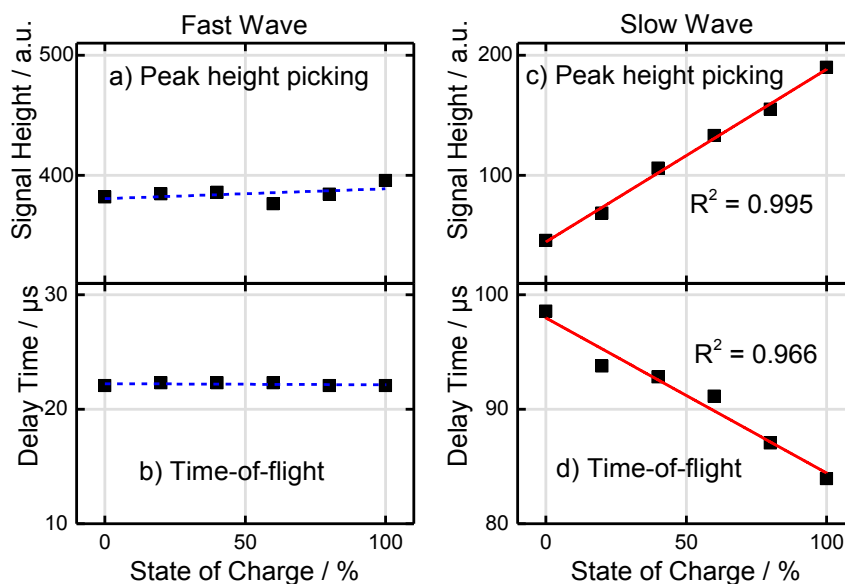 Fast Wave
Slow Wave
Signal Height / a.u.
500
400
a) Peak height picking
Signal Height / a.u.
200
100
c) Peak height picking
R² = 0.995
Delay Time / µs
30
20
10
b) Time-of-flight
0
50
100
State of Charge / %
Delay Time / µs
100
90
80
R² = 0.966
d) Time-of-flight
0
50
100
State of Charge / %